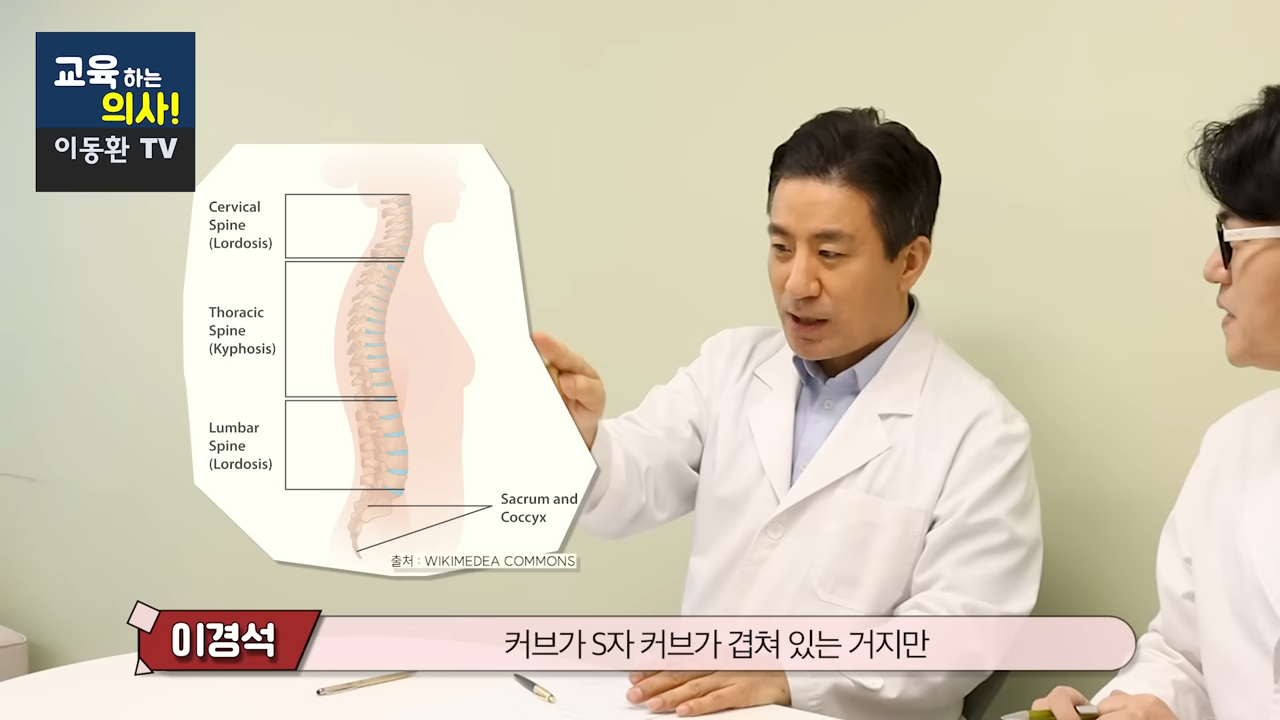 교육하는
의사!
이동환 TV
Cervical
Spine
(Lordosis)
Thoracic
Spine
(Kyphosis)
Lumbar
Spine
(Lordosis)
Sacrum and
Coccyx
출처 : WIKIMEDEA COMMONS
이경석
커브가 S자 커브가 겹쳐 있는 거지만